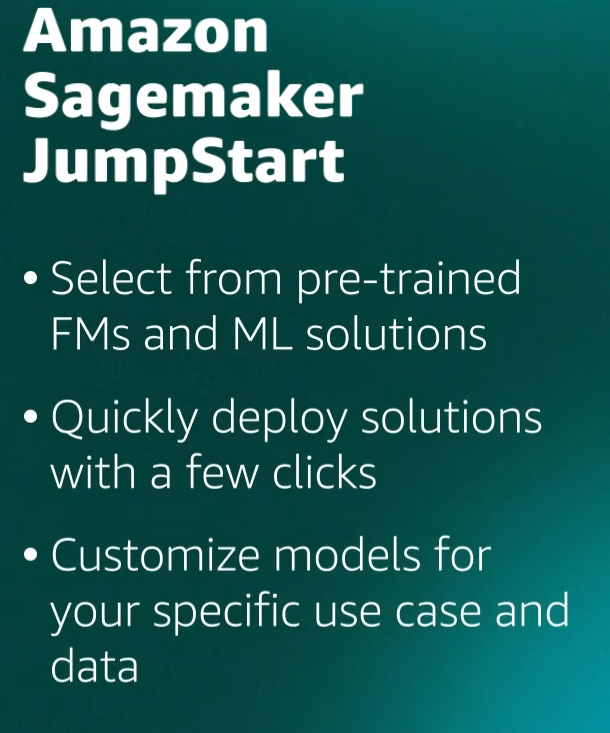 Amazon
Sagemaker
JumpStart
• Select from pre-trained
FMs and ML solutions
• Quickly deploy solutions
with a few clicks
• Customize models for
your specific use case and
data